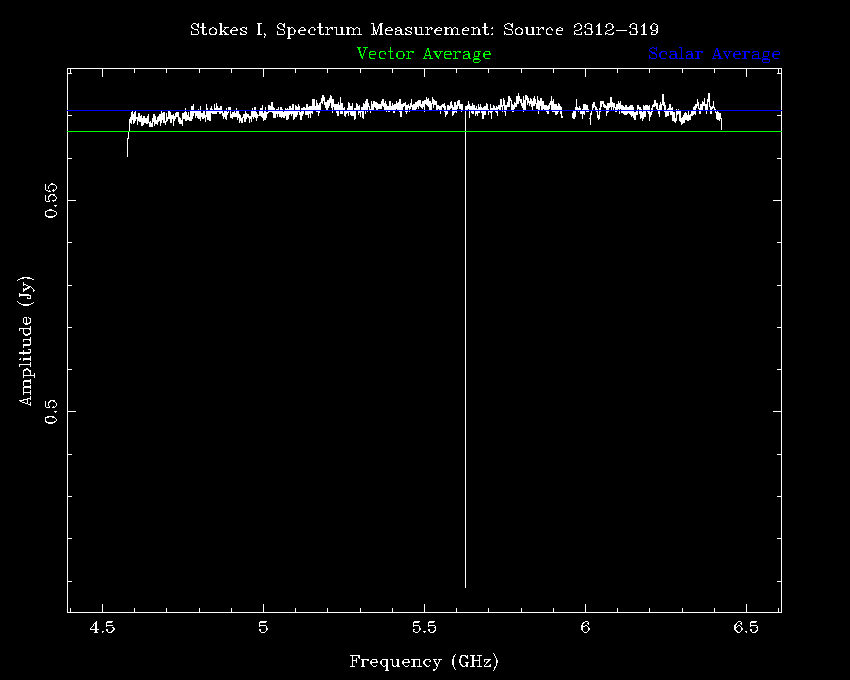 Stokes I, Spectrum Measurement: Source 2312-319
Vector Average
Scalar Average
0.55
0.5
Amplitude (Jy)
4.5
5
5.5
6
6.5
Frequency (GHz)